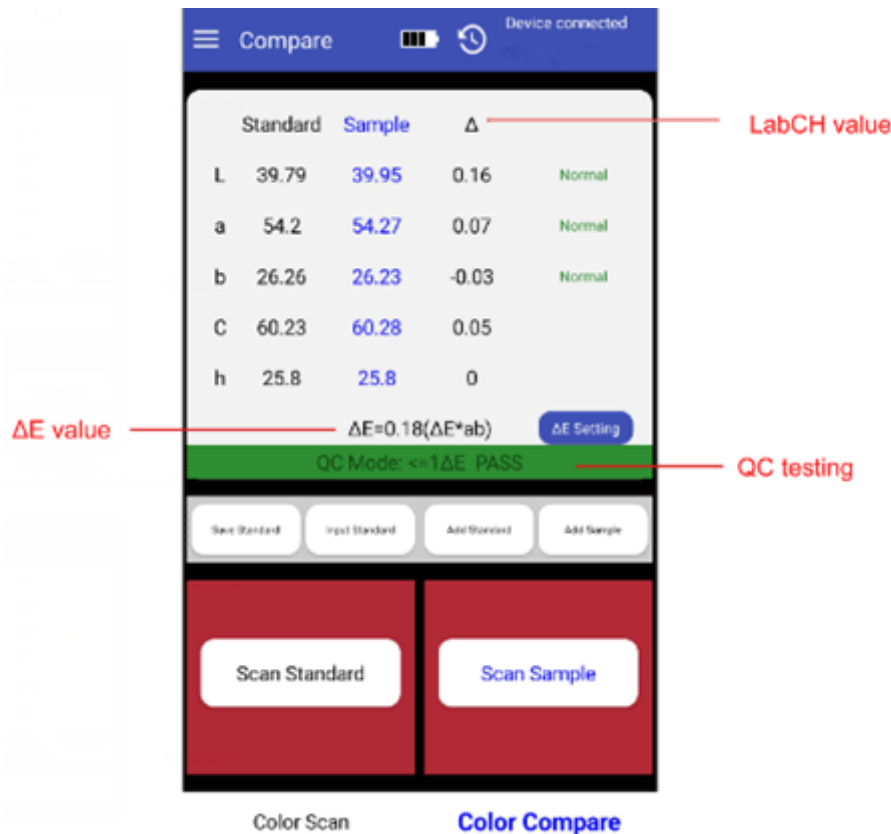 Compare
Device connected
Standard Sample Δ
LabCH value
L 39.79 39.95 0.16 Normal
a 54.2 54.27 0.07 Normal
b 26.26 26.23 -0.03 Normal
C 60.23 60.28 0.05
h 25.8 25.8 0
ΔE value
ΔE=0.18(ΔE*ab) ΔE Setting
QC Mode: <=1ΔE PASS
QC testing
Save Standard Input Standard Add Standard Add Sample
Scan Standard Scan Sample
Color Scan Color Compare